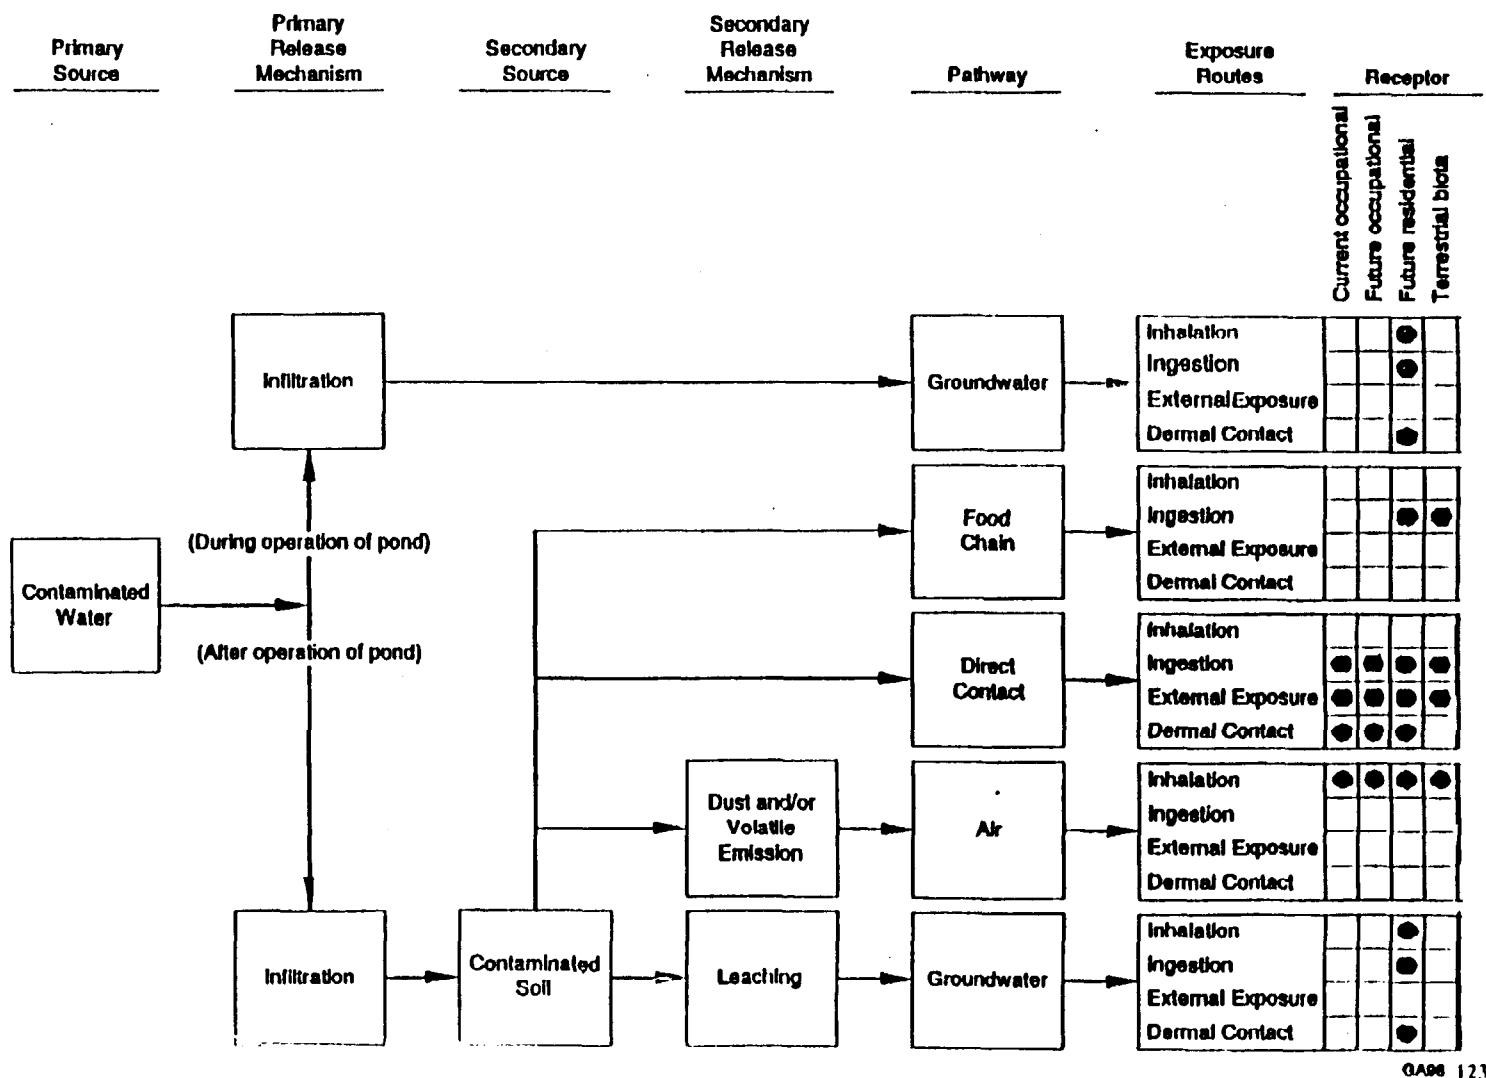 Primary
Source
Primary
Release
Mechanism
Secondary
Source
Secondary
Release
Mechanism
Pathway
Exposure
Routes
Receptor
Current occupational
Future occupational
Future residential
Terrestrial biota
Infiltration
Groundwater
Inhalation
Ingestion
External Exposure
Dermal Contact
(During operation of pond)
Food
Chain
Inhalation
Ingestion
External Exposure
Dermal Contact
Contaminated
Water
(After operation of pond)
Direct
Contact
Inhalation
Ingestion
External Exposure
Dermal Contact
Dust and/or
Volatile
Emission
Air
Inhalation
Ingestion
External Exposure
Dermal Contact
Infiltration
Contaminated
Soil
Leaching
Groundwater
Inhalation
Ingestion
External Exposure
Dermal Contact
123